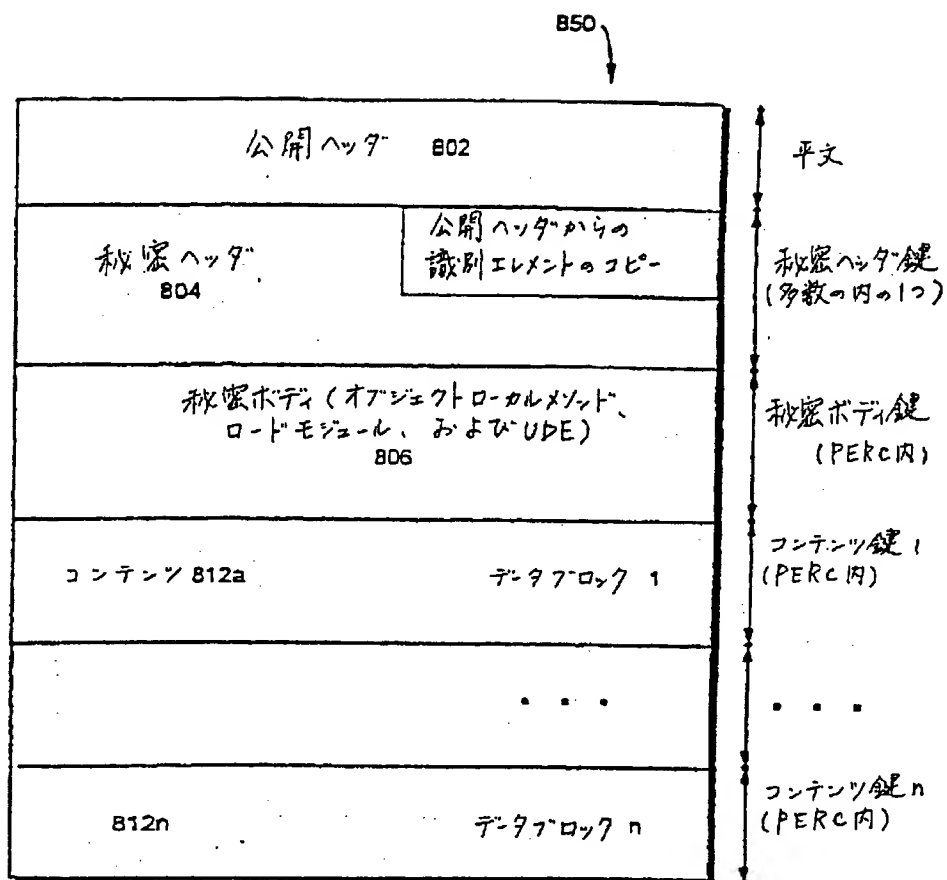 850
公開ヘッダ 802
平文
秘密ヘッダ
804
公開ヘッダからの
識別エレメントのコピー
秘密ヘッダ鍵
(多数の内の1つ)
秘密ボディ(オブジェクトローカルメソッド、
ロードモジュール、およびUDE)
806
秘密ボディ鍵
(PERC内)
コンテンツ 812a データブロック 1
コンテンツ鍵 1
(PERC内)
• • •
• • •
812n データブロック n
コンテンツ鍵 n
(PERC内)